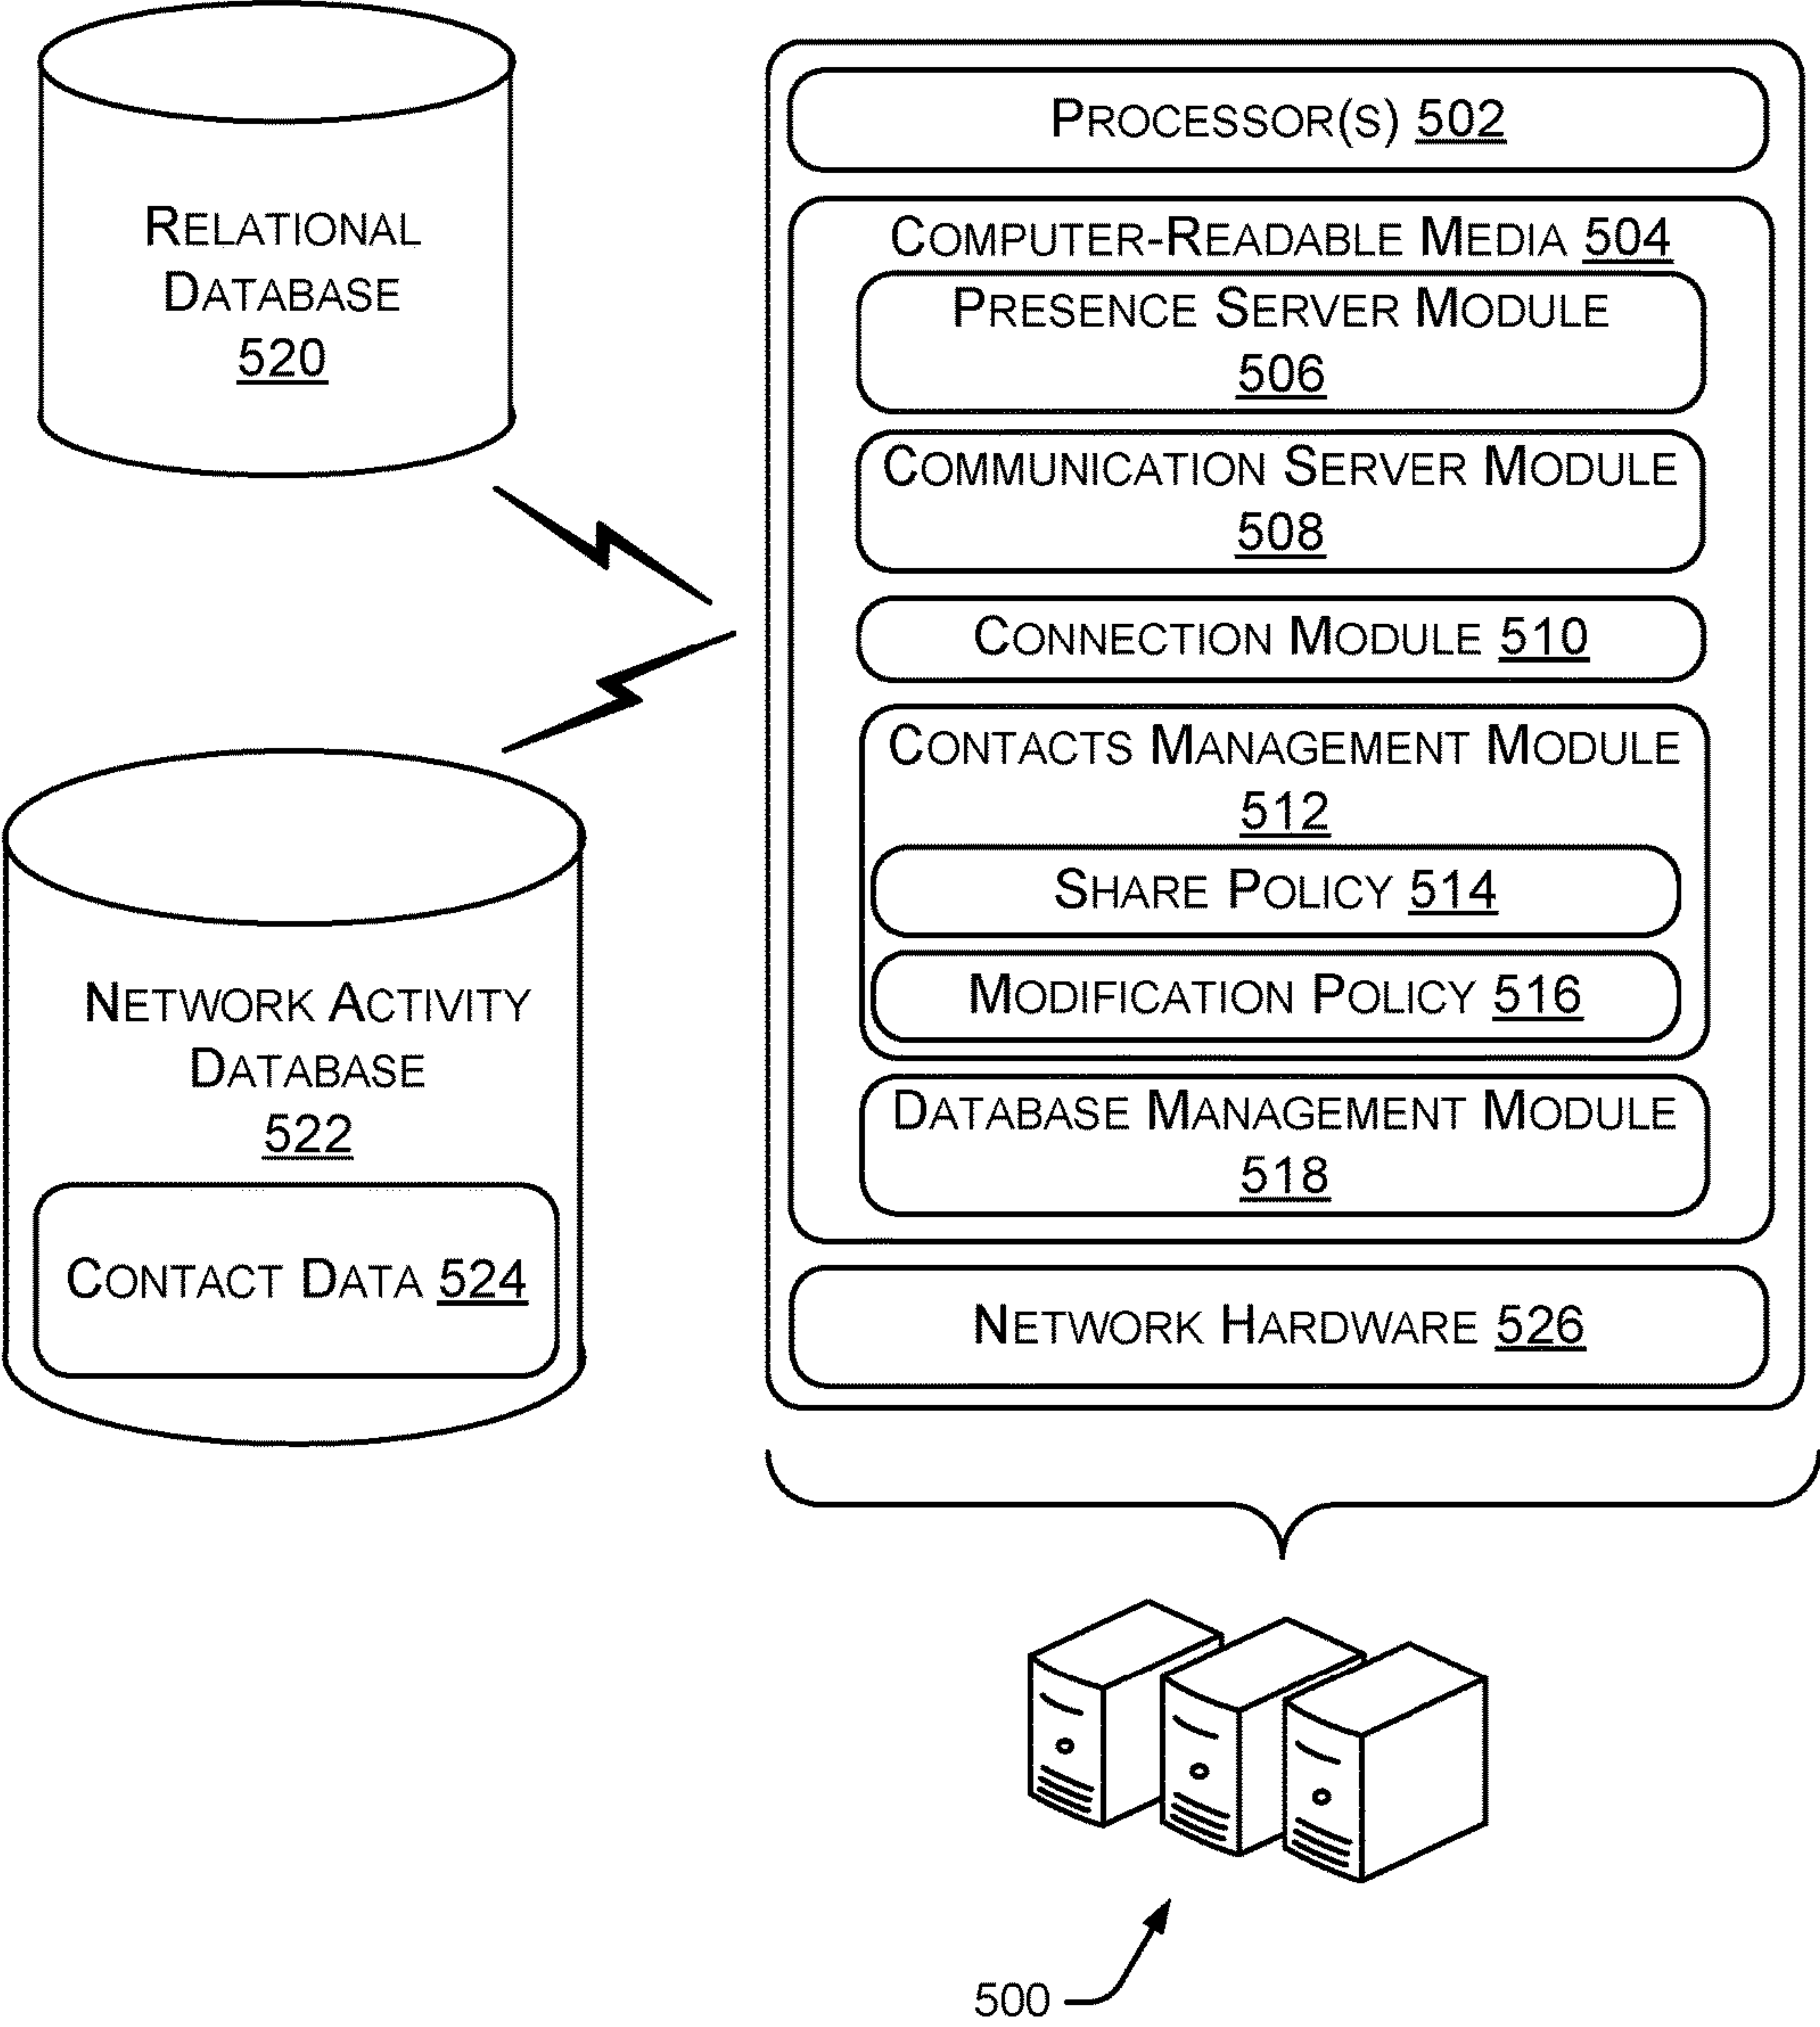 RELATIONAL
DATABASE
520
NETWORK ACTIVITY
DATABASE
522
CONTACT DATA 524
PROCESSOR(S) 502
COMPUTER-READABLE MEDIA 504
PRESENCE SERVER MODULE
506
COMMUNICATION SERVER MODULE
508
CONNECTION MODULE 510
CONTACTS MANAGEMENT MODULE
512
SHARE POLICY 514
MODIFICATION POLICY 516
DATABASE MANAGEMENT MODULE
518
NETWORK HARDWARE 526
500